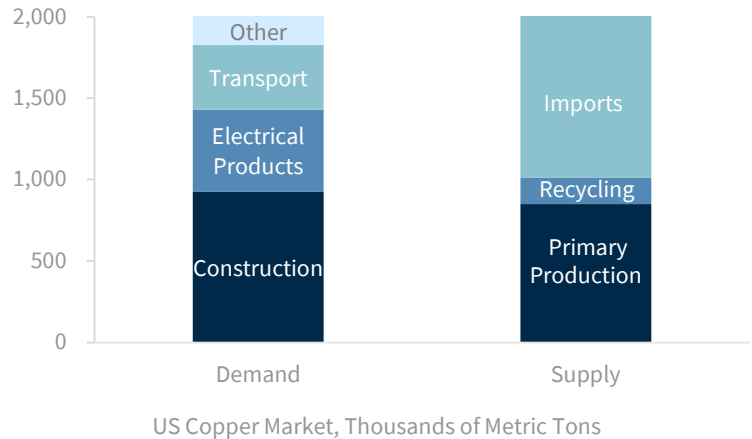 2,000
1,500
1,000
500
0
Other
Transport
Electrical
Products
Construction
Imports
Recycling
Primary
Production
Demand
Supply
US Copper Market, Thousands of Metric Tons